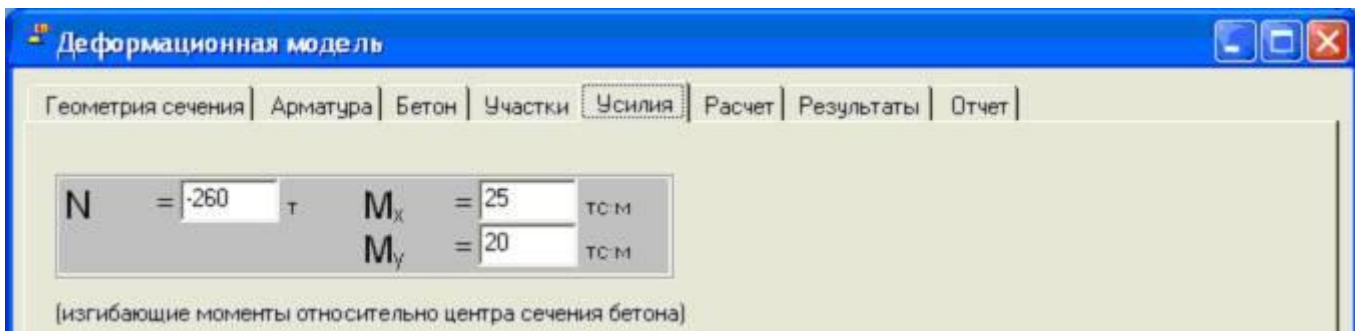 Деформационная модель
Геометрия сечения Арматура Бетон Участки Усилия Расчет Результаты Отчет
N = -260 т Mx = 25 тс·м
My = 20 тс·м
(изгибающие моменты относительно центра сечения бетона)